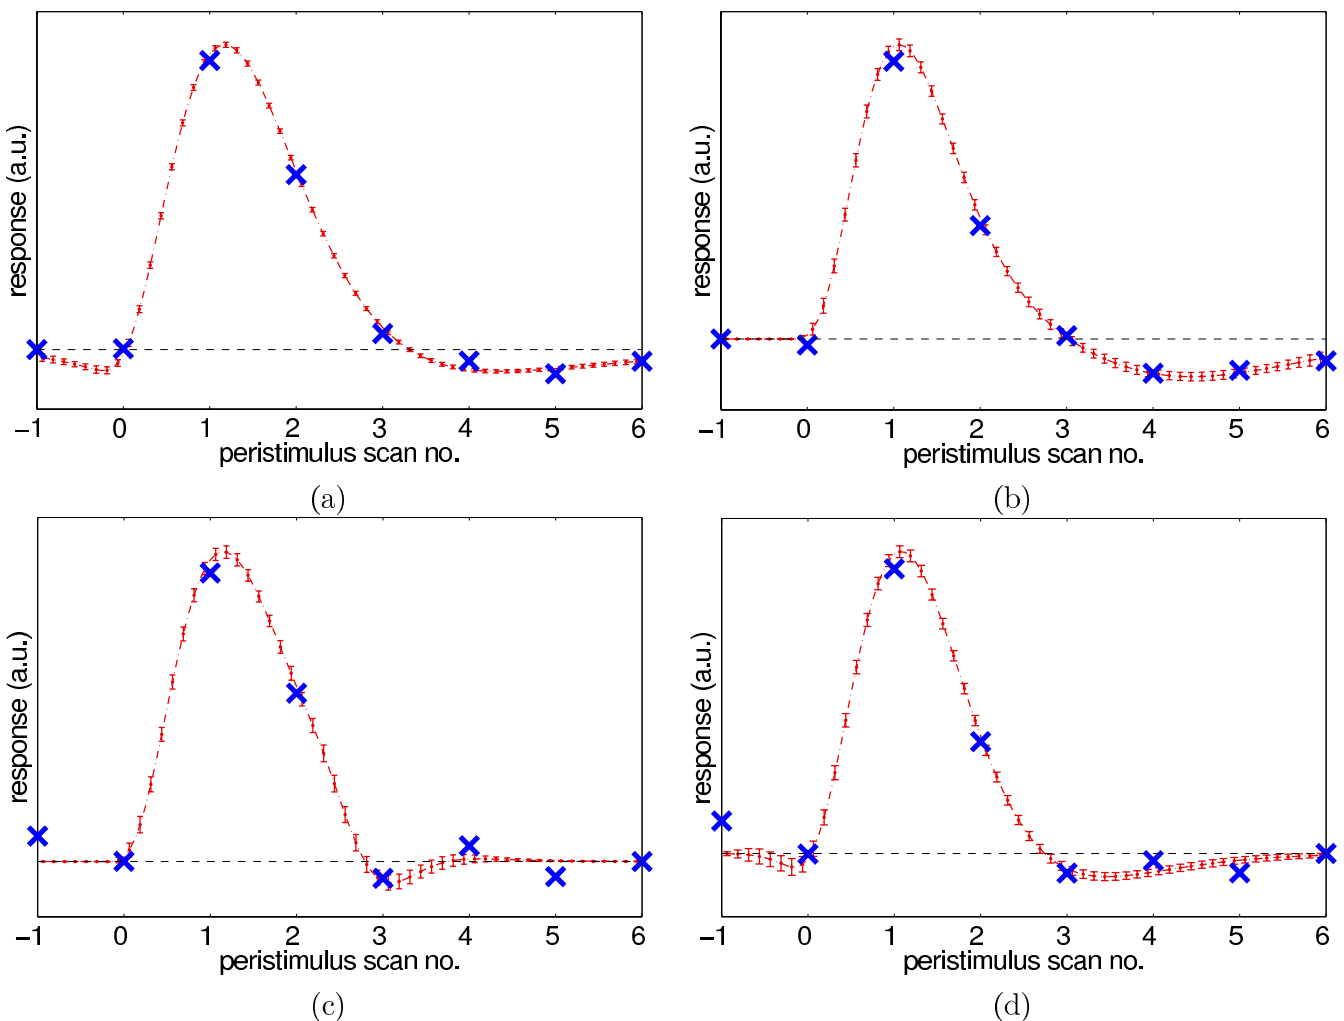 response (a.u.)
−1 0 1 2 3 4 5 6
peristimulus scan no.
(a)
response (a.u.)
−1 0 1 2 3 4 5 6
peristimulus scan no.
(b)
response (a.u.)
−1 0 1 2 3 4 5 6
peristimulus scan no.
(c)
response (a.u.)
−1 0 1 2 3 4 5 6
peristimulus scan no.
(d)